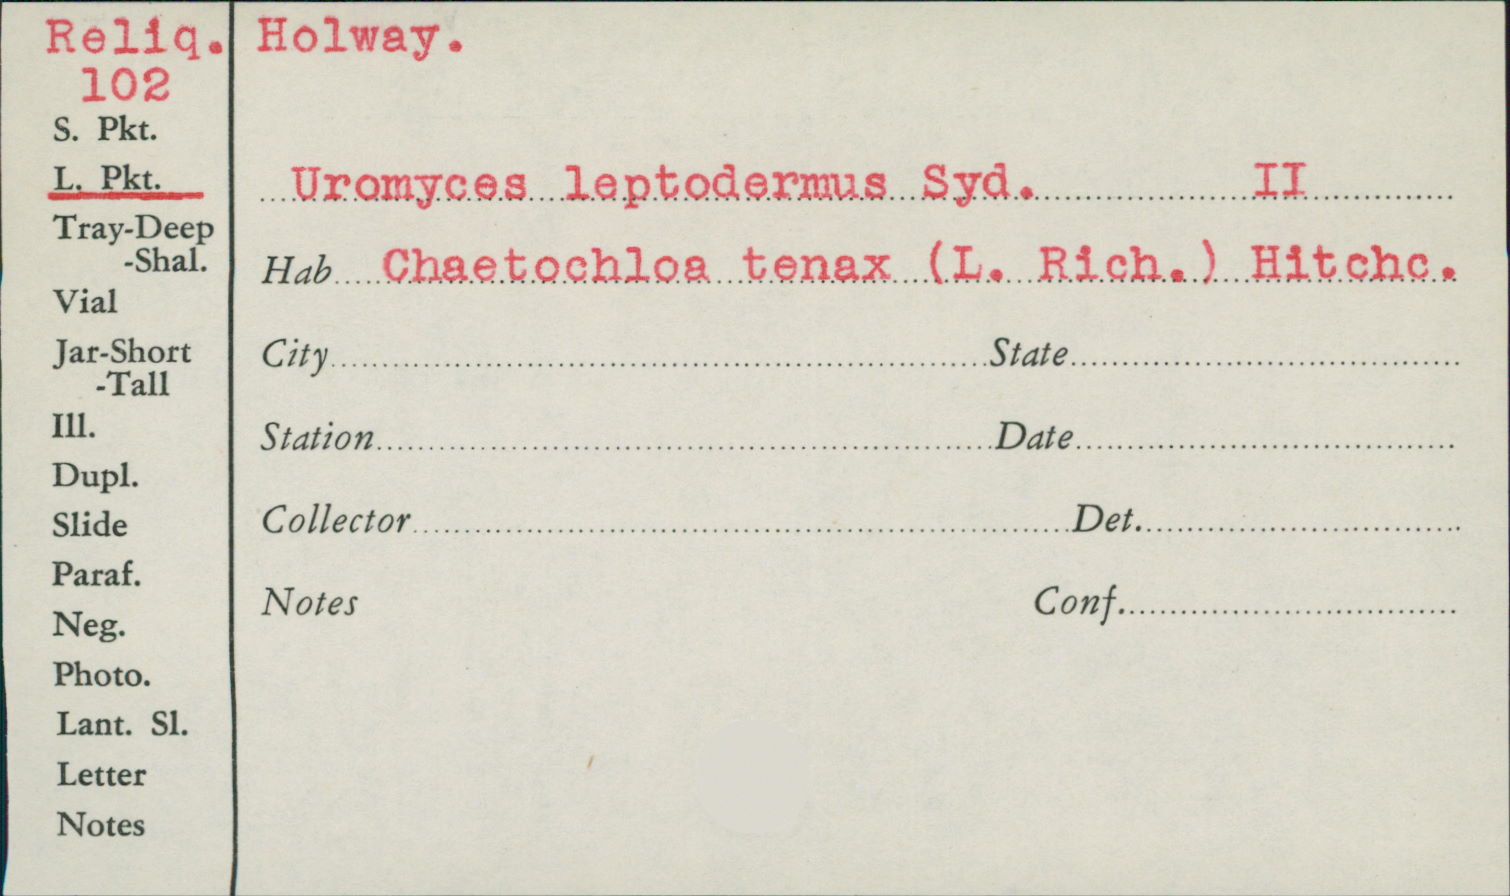 Reliq. Holway.
102
S. Pkt.
L. Pkt.
Uromyces leptodermus Syd. II
Tray-Deep
-Shal.
Hab Chaetochloa tenax (L. Rich.) Hitchc.
Vial
Jar-Short
-Tall
City State
Ill.
Station Date
Dupl.
Slide
Collector Det.
Paraf.
Neg.
Notes Conf.
Photo.
Lant. Sl.
Letter
Notes